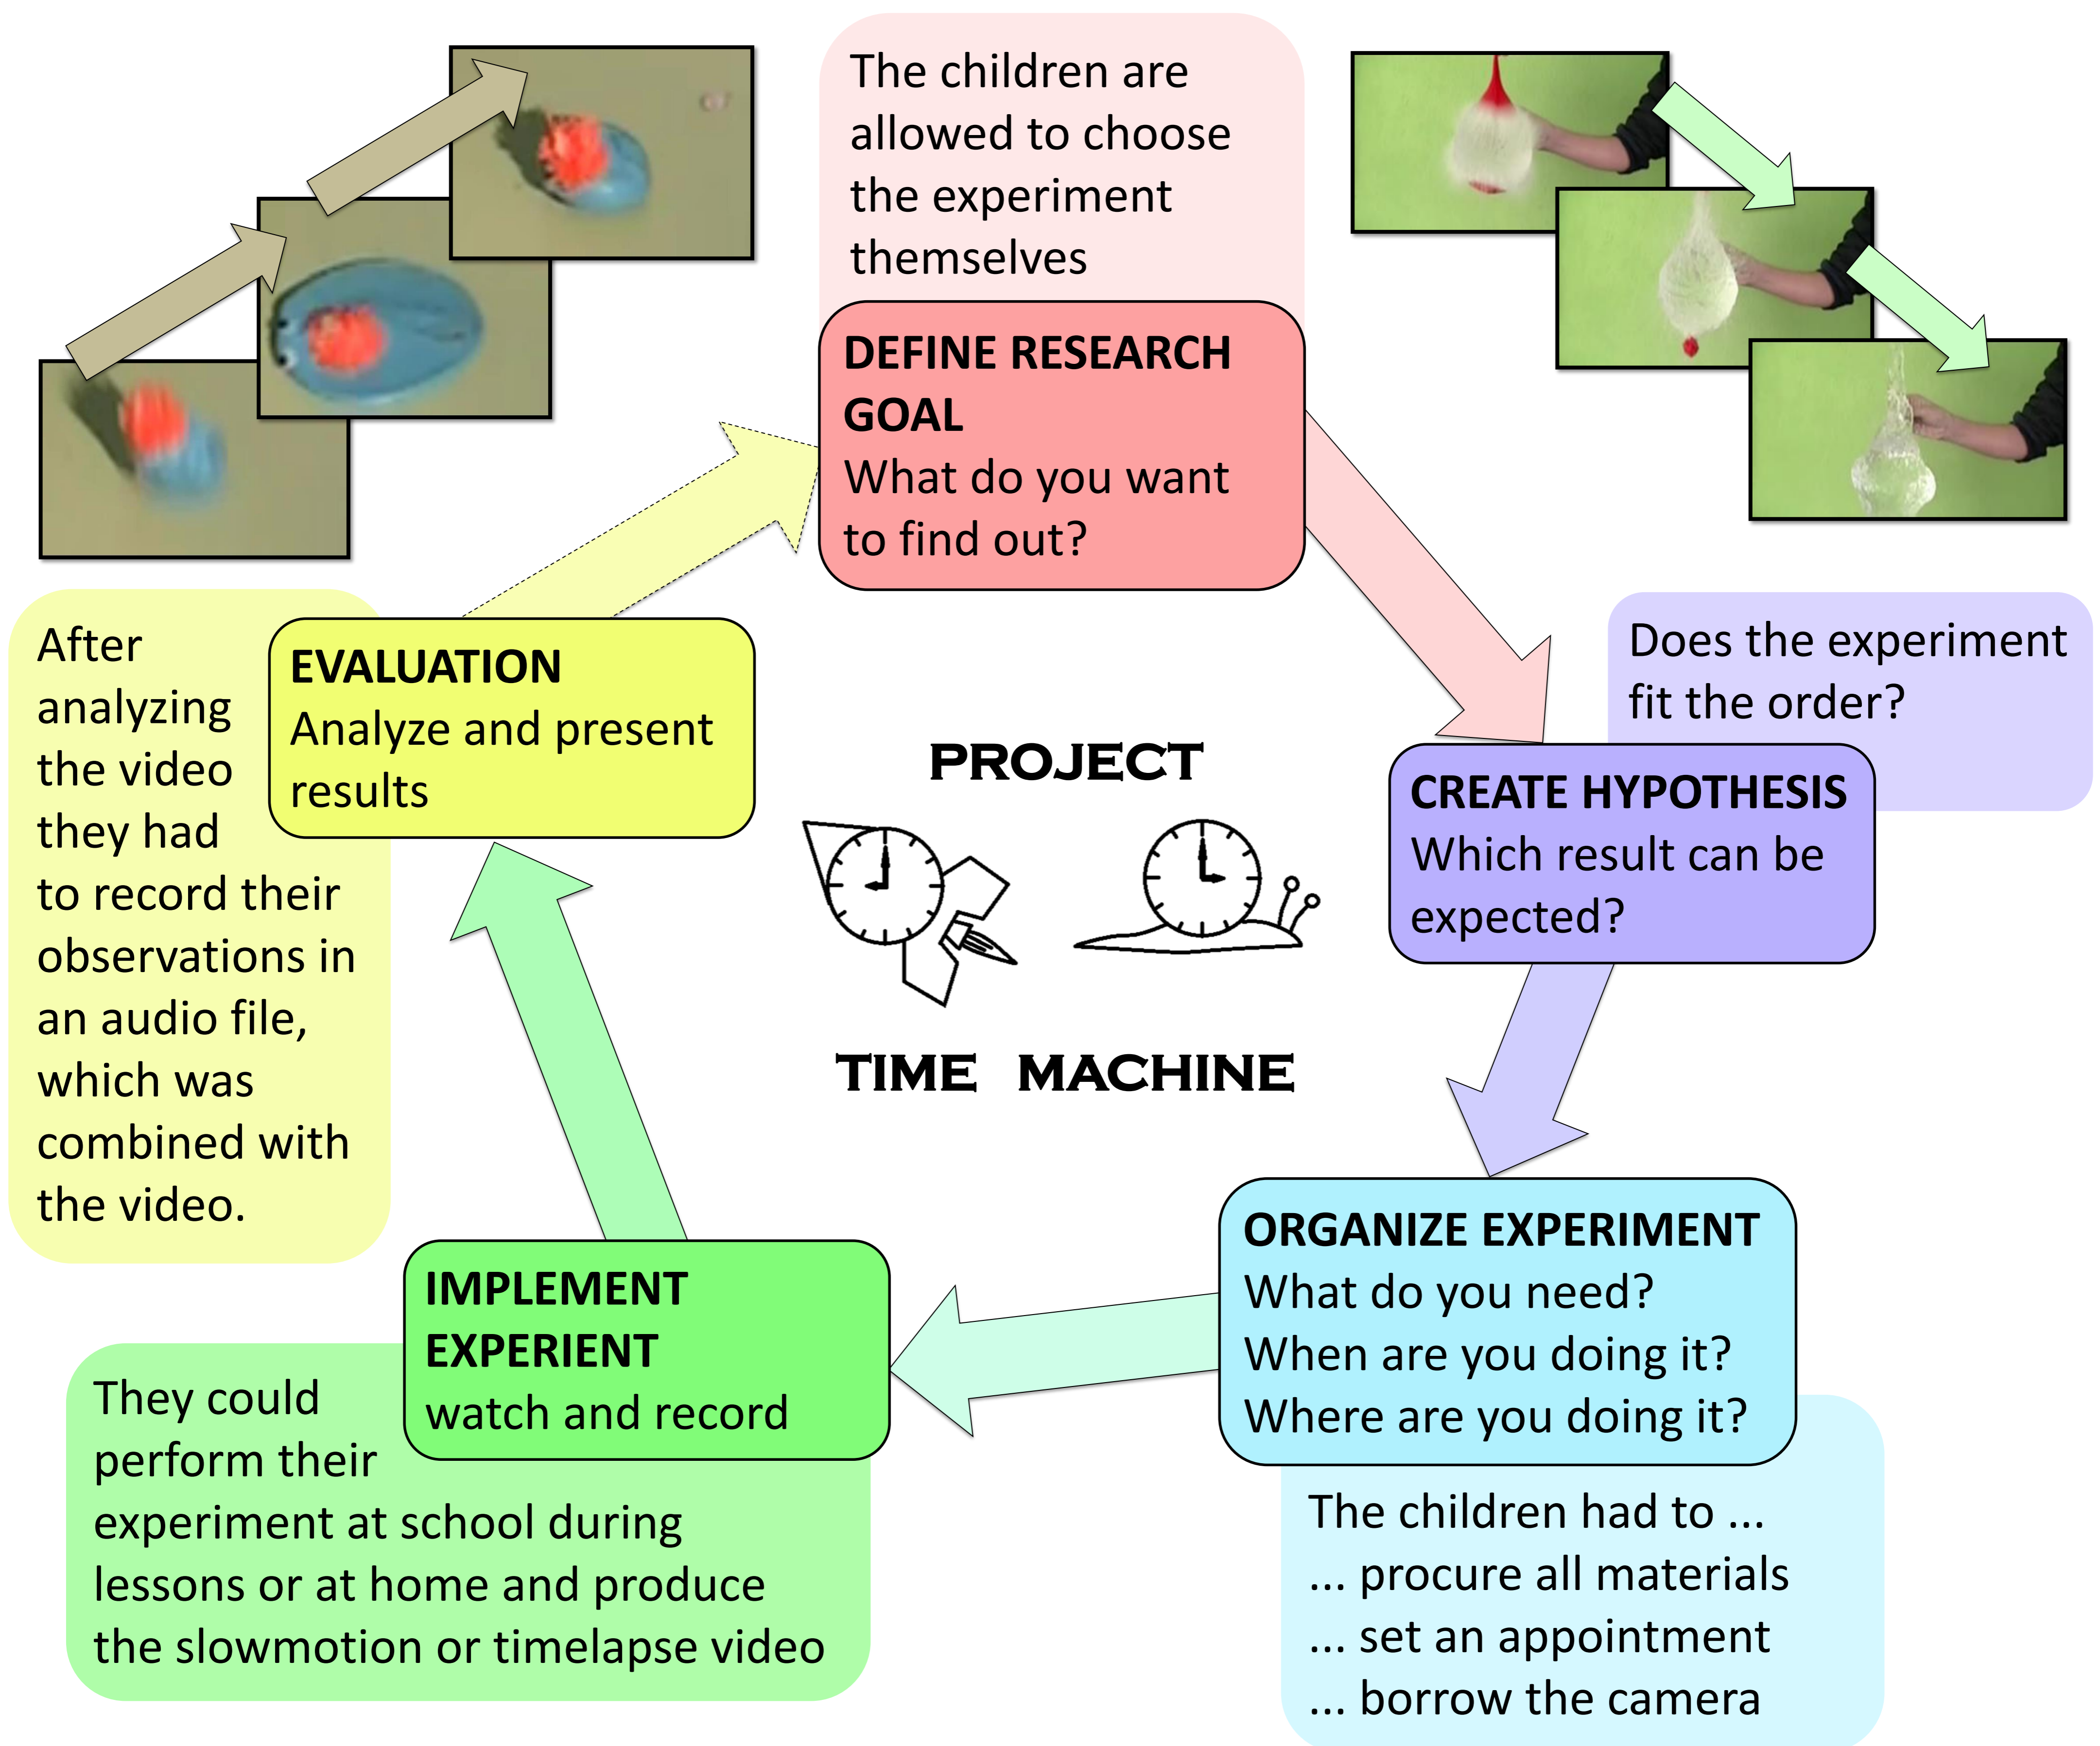 The children are
allowed to choose
the experiment
themselves
DEFINE RESEARCH
GOAL
What do you want
to find out?
Does the experiment
fit the order?
CREATE HYPOTHESIS
Which result can be
expected?
ORGANIZE EXPERIMENT
What do you need?
When are you doing it?
Where are you doing it?
The children had to ...
... procure all materials
... set an appointment
... borrow the camera
IMPLEMENT
EXPERIENT
watch and record
They could
perform their
experiment at school during
lessons or at home and produce
the slowmotion or timelapse video
EVALUATION
Analyze and present
results
After
analyzing
the video
they had
to record their
observations in
an audio file,
which was
combined with
the video.
PROJECT
TIME MACHINE